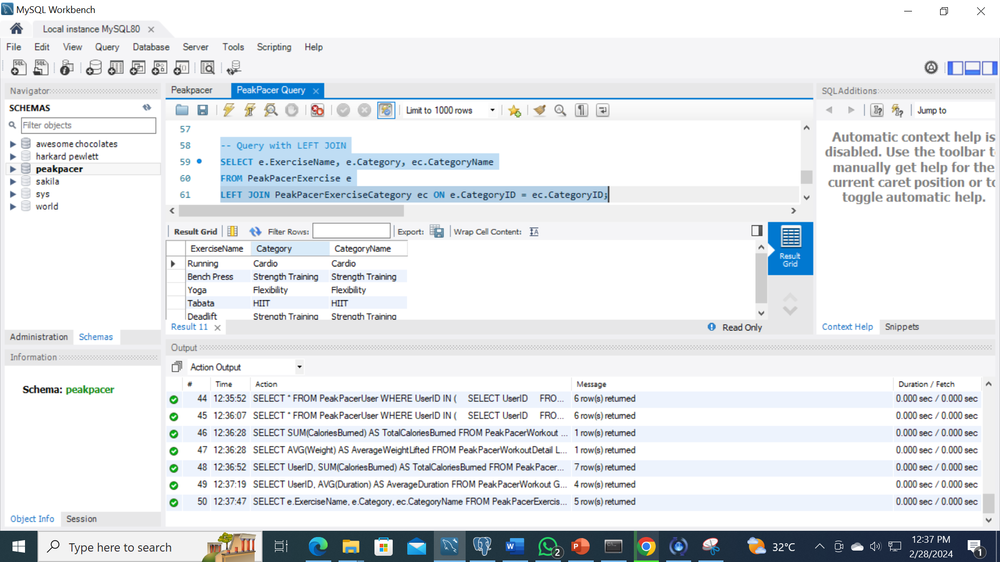 MySQL Workbench
Local instance MySQL80
File Edit View Query Database Server Tools Scripting Help
Navigator
SCHEMAS
Filter objects
awesome chocolates
harkard pewlett
peakpacer
sakila
sys
world
Administration Schemas
Information
Schema: peakpacer
Object Info Session
Peakpacer PeakPacer Query
Limit to 1000 rows
57
58 -- Query with LEFT JOIN
59 SELECT e.ExerciseName, e.Category, ec.CategoryName
60 FROM PeakPacerExercise e
61 LEFT JOIN PeakPacerExerciseCategory ec ON e.CategoryID = ec.CategoryID;
Result Grid Filter Rows: Export: Wrap Cell Content:
ExerciseName Category CategoryName
Running Cardio Cardio
Bench Press Strength Training Strength Training
Yoga Flexibility Flexibility
Tabata HIIT HIIT
Deadlift Strength Training Strength Training
Result
Grid
Result 11 Read Only
SQLAdditions
Jump to
Automatic context help is
disabled. Use the toolbar t
manually get help for the
current caret position or to
toggle automatic help.
Context Help Snippets
Output
Action Output
# Time Action Message Duration / Fetch
44 12:35:52 SELECT * FROM PeakPacerUser WHERE UserID IN ( SELECT UserID FRO... 6 row(s) returned 0.000 sec / 0.000 sec
45 12:36:07 SELECT * FROM PeakPacerUser WHERE UserID IN ( SELECT UserID FRO... 6 row(s) returned 0.000 sec / 0.000 sec
46 12:36:28 SELECT SUM(CaloriesBurned) AS TotalCaloriesBurned FROM PeakPacerWorkout ... 1 row(s) returned 0.000 sec / 0.000 sec
47 12:36:28 SELECT AVG(Weight) AS AverageWeightLifted FROM PeakPacerWorkoutDetail L... 1 row(s) returned 0.000 sec / 0.000 sec
48 12:36:52 SELECT UserID, SUM(CaloriesBurned) AS TotalCaloriesBurned FROM PeakPacer... 7 row(s) returned 0.000 sec / 0.000 sec
49 12:37:19 SELECT UserID, AVG(Duration) AS AverageDuration FROM PeakPacerWorkout G... 4 row(s) returned 0.000 sec / 0.000 sec
50 12:37:47 SELECT e.ExerciseName, e.Category, ec.CategoryName FROM PeakPacerExercis... 5 row(s) returned 0.000 sec / 0.000 sec
Type here to search
2
32°C
12:37 PM
2/28/2024
1